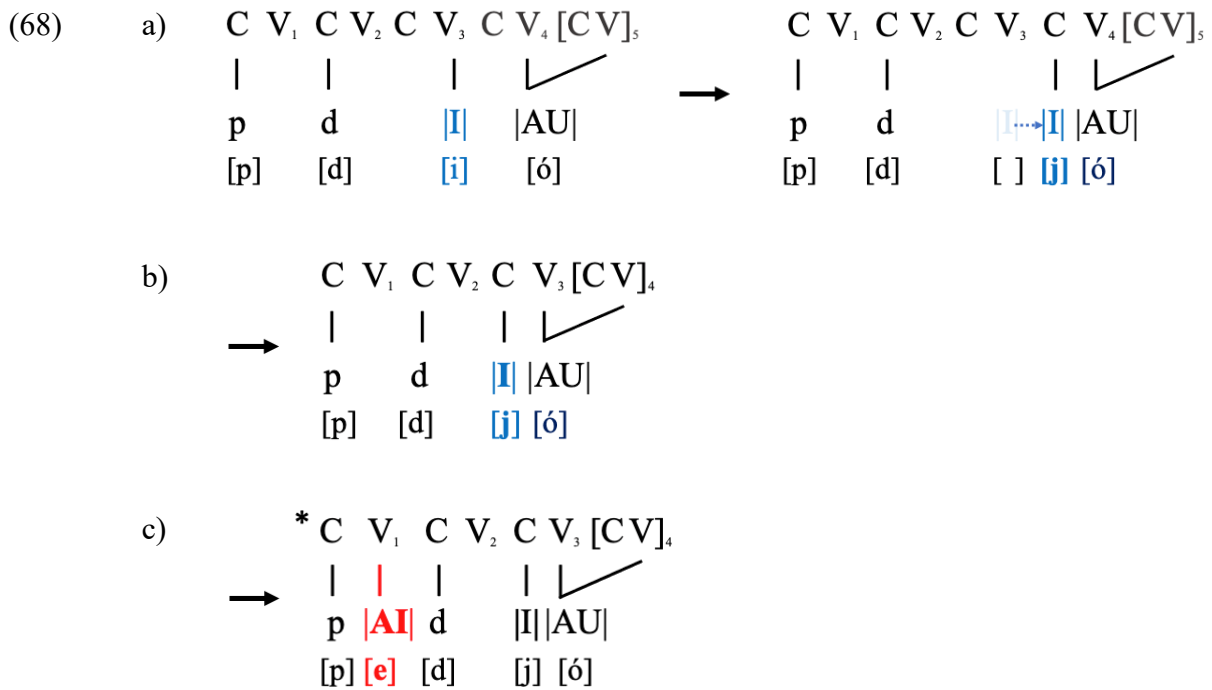 (68) a) C V₁ C V₂ C V₃ C V₄ [C V]₅ C V₁ C V₂ C V₃ C V₄ [C V]₅
p d |I| |AU| p d |I| |I| |AU|
[p] [d] [i] [ó] [p] [d] [ ] [j] [ó]
b) C V₁ C V₂ C V₃ [C V]₄
p d |I| |AU|
[p] [d] [j] [ó]
c) * C V₁ C V₂ C V₃ [C V]₄
p |AI| d |I| |AU|
[p] [e] [d] [j] [ó]